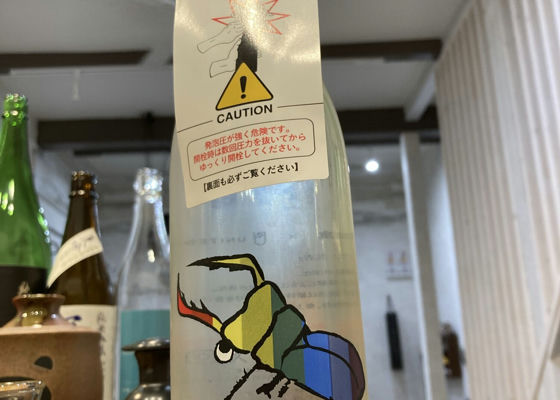 CAUTION
発泡圧が強く危険です。
開栓時は数回圧力を抜いてから
ゆっくり開栓してください。
【裏面も必ずご覧ください】